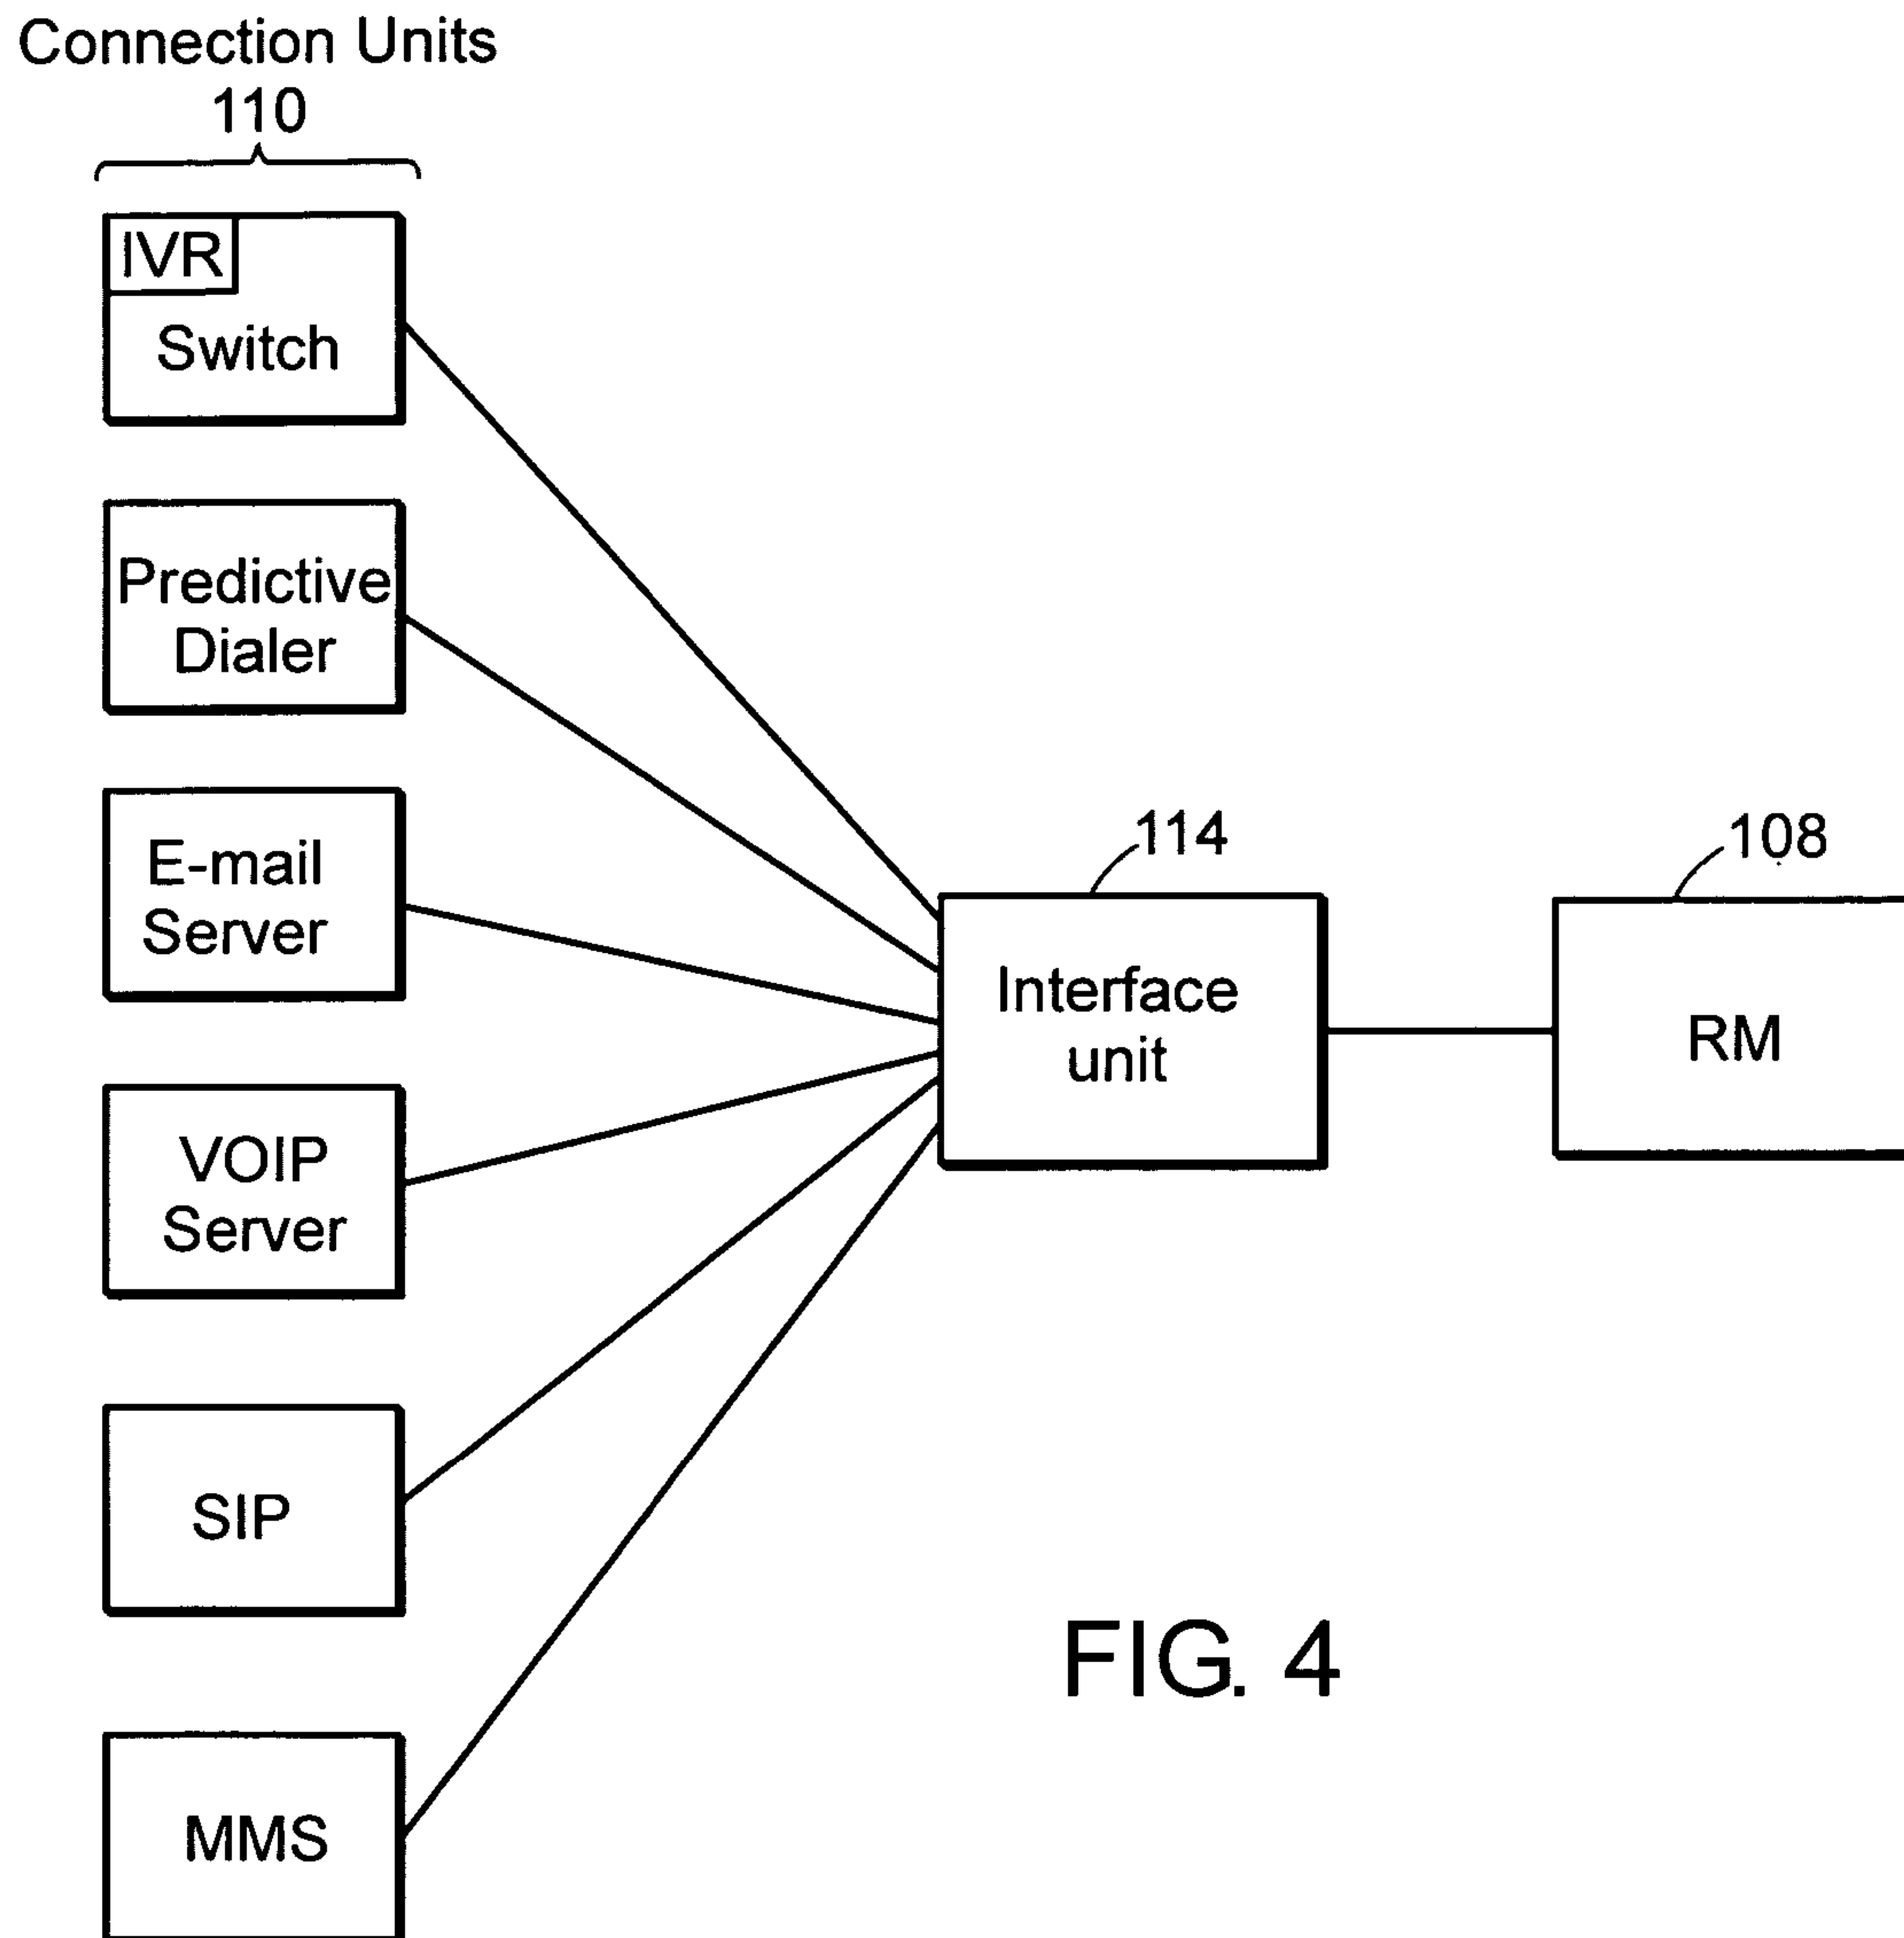 Connection Units
110
IVR
Switch
Predictive
Dialer
E-mail
Server
VOIP
Server
SIP
MMS
114
Interface
unit
108
RM
FIG. 4